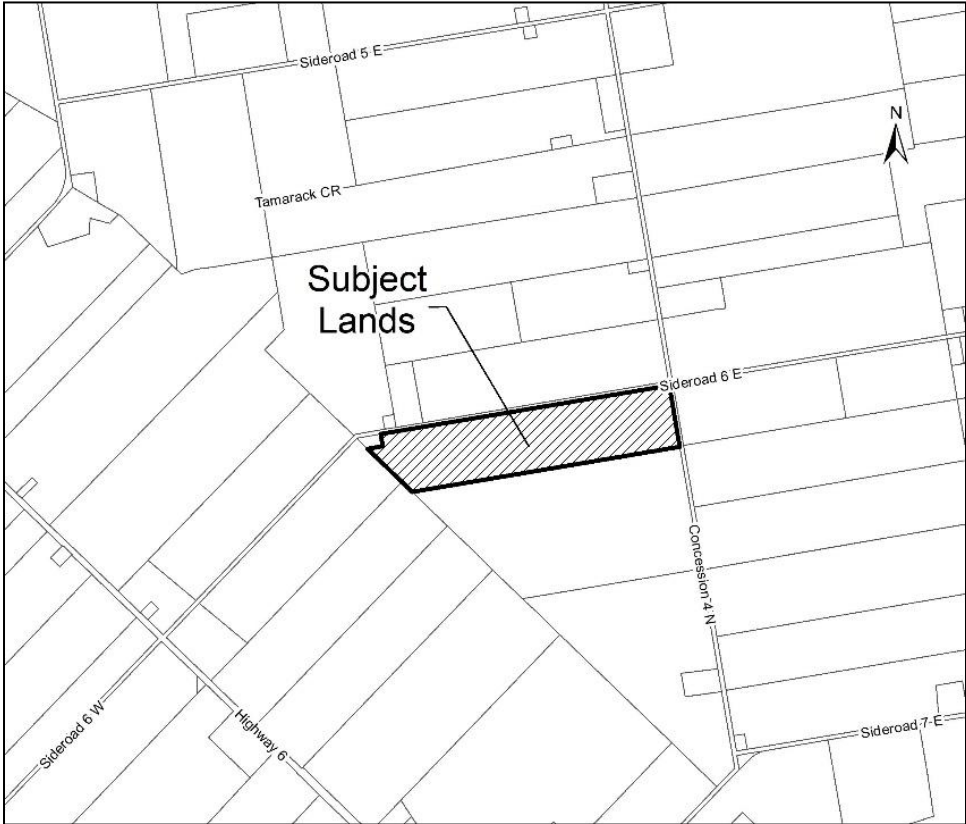 Sideroad 5 E
N
Tamarack CR
Subject
Lands
Sideroad 6 E
Concession 4 N
Sideroad 6 W
Highway 6
Sideroad 7 E